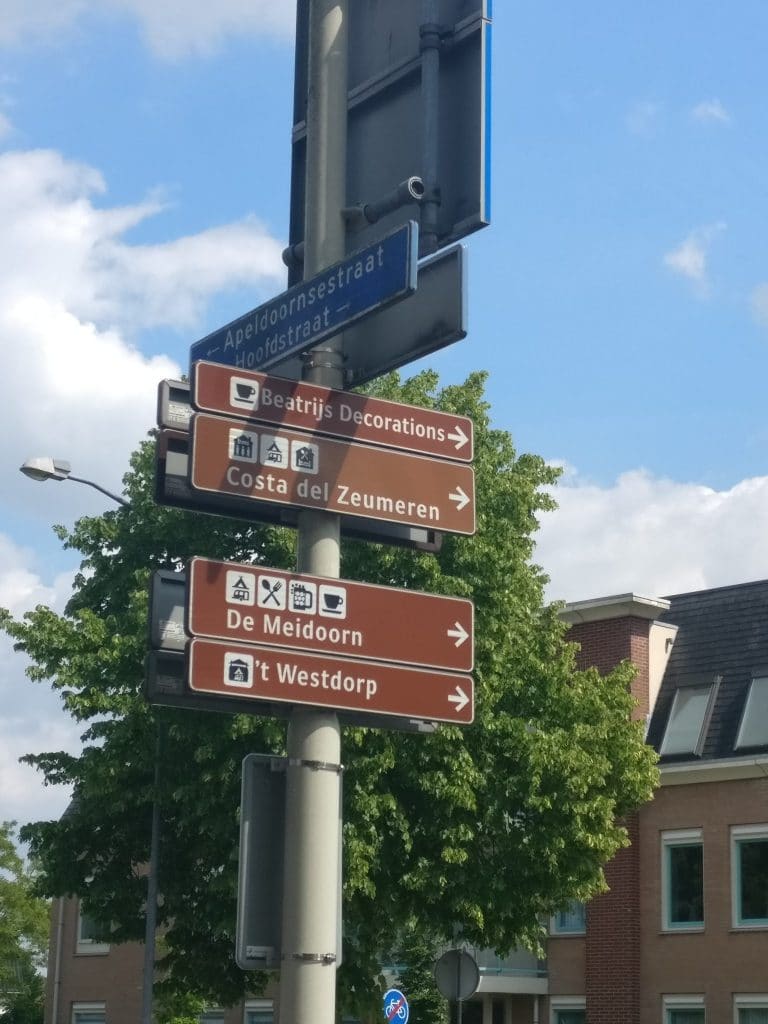 ← Apeldoornsestraat
Hoofdstraat →
Beatrijs Decorations →
Costa del Zeumeren →
De Meidoorn →
't Westdorp →